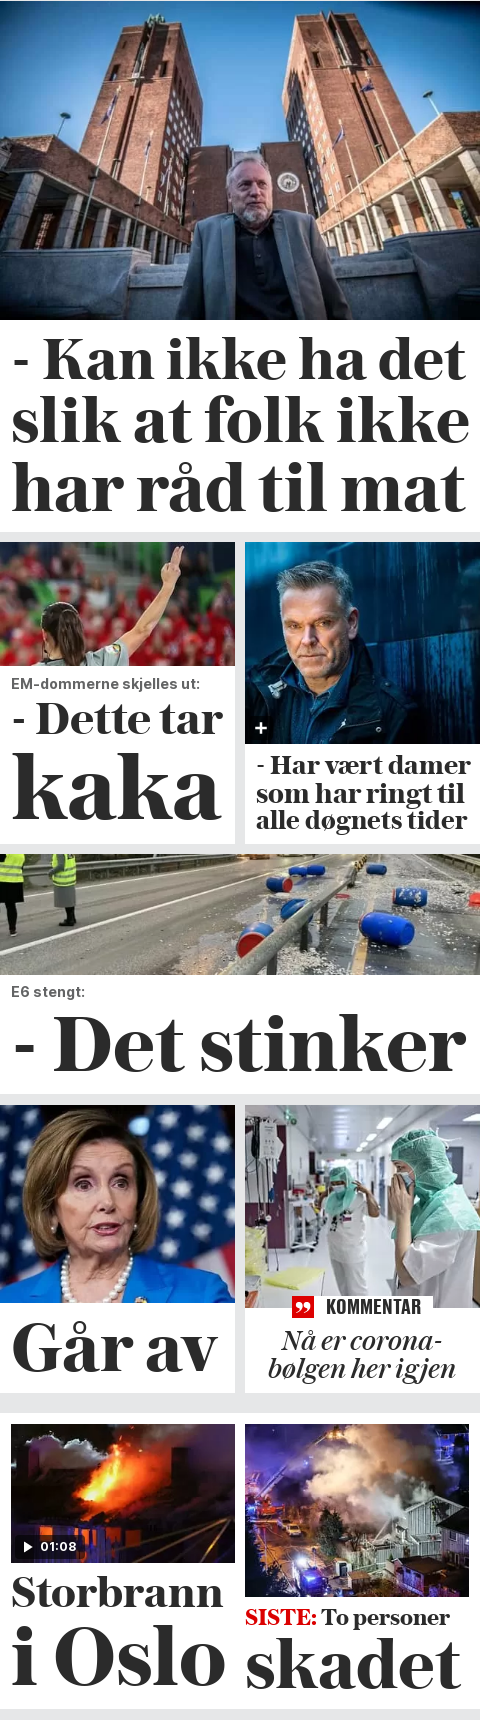 - Kan ikke ha det
slik at folk ikke
har råd til mat
EM-dommerne skjelles ut:
- Dette tar
kaka
- Har vært damer
som har ringt til
alle døgnets tider
E6 stengt:
- Det stinker
Går av
KOMMENTAR
Nå er corona-
bølgen her igjen
01:08
Storbrann
i Oslo
SISTE: To personer
skadet